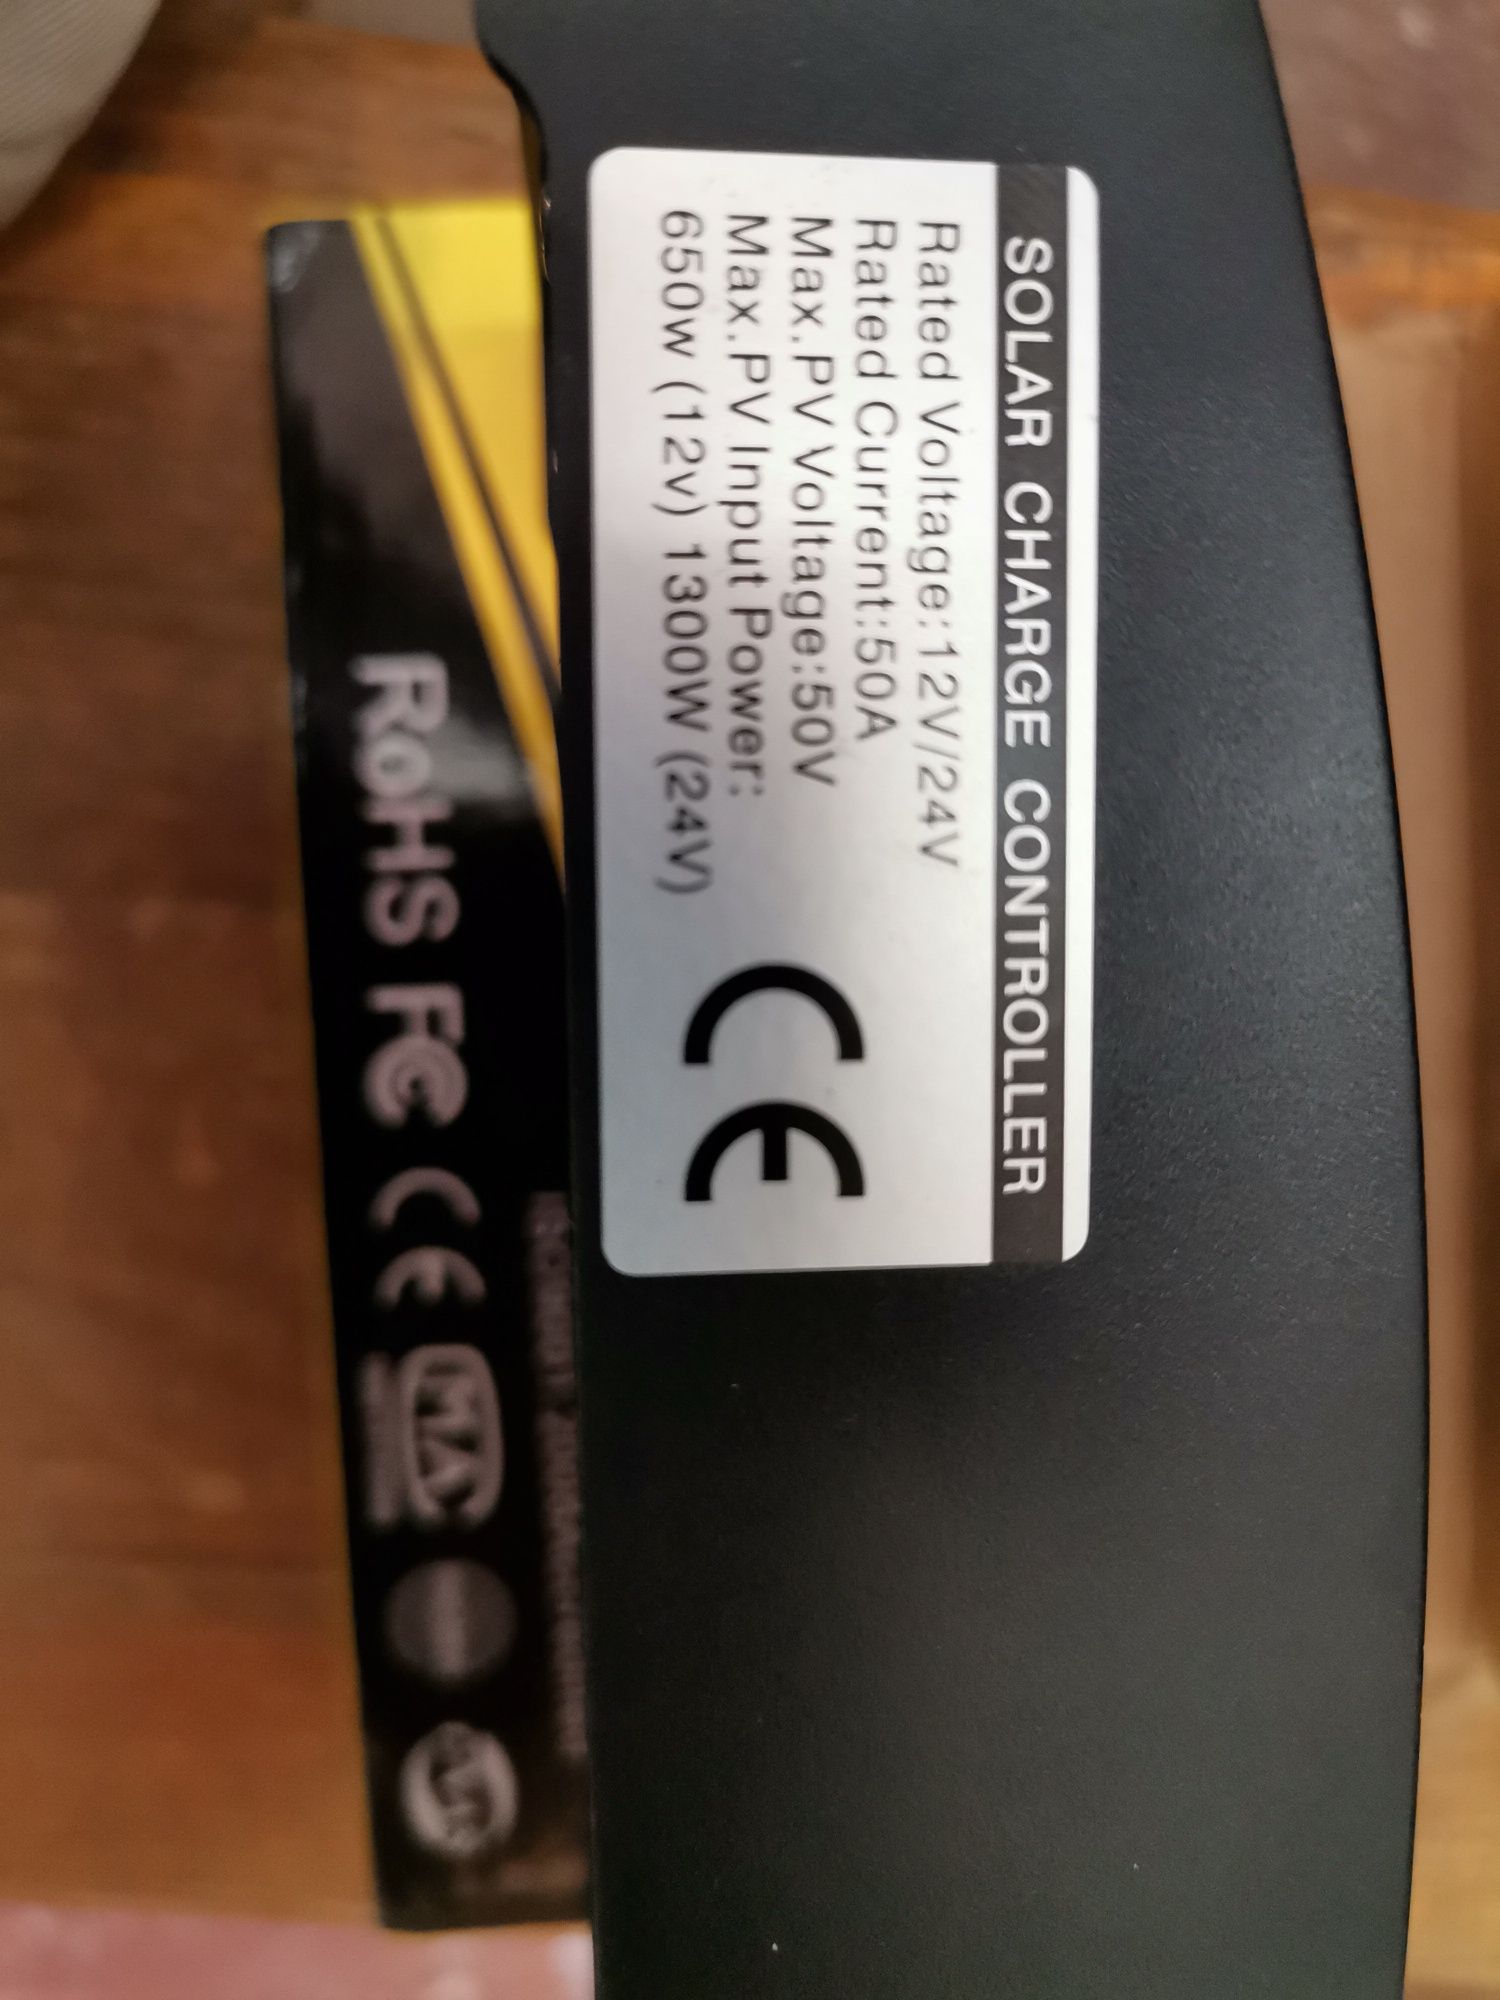 SOLAR CHARGE CONTROLLER
Rated Voltage:12V//24V
Rated Current:50A
Max.PV Voltage:50V
Max.PV Input Power:
650w (12v) 1300W (24V)
CE
RoHS FC CE